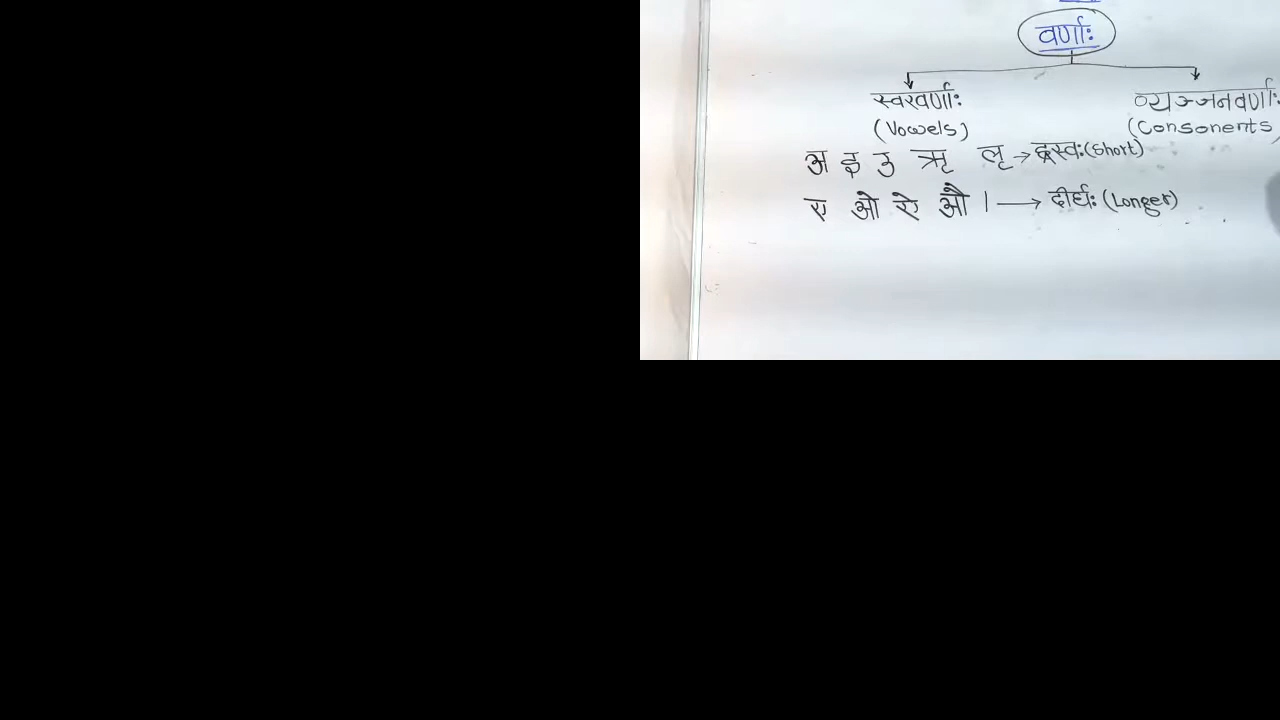 वर्णाः
स्वरवर्णाः व्यञ्जनवर्णाः
(Vowels) (Consonents
अ इ उ ऋ ऌ → ह्रस्वः (Short)
ए ओ ऐ औ । → दीर्घः (Longer)